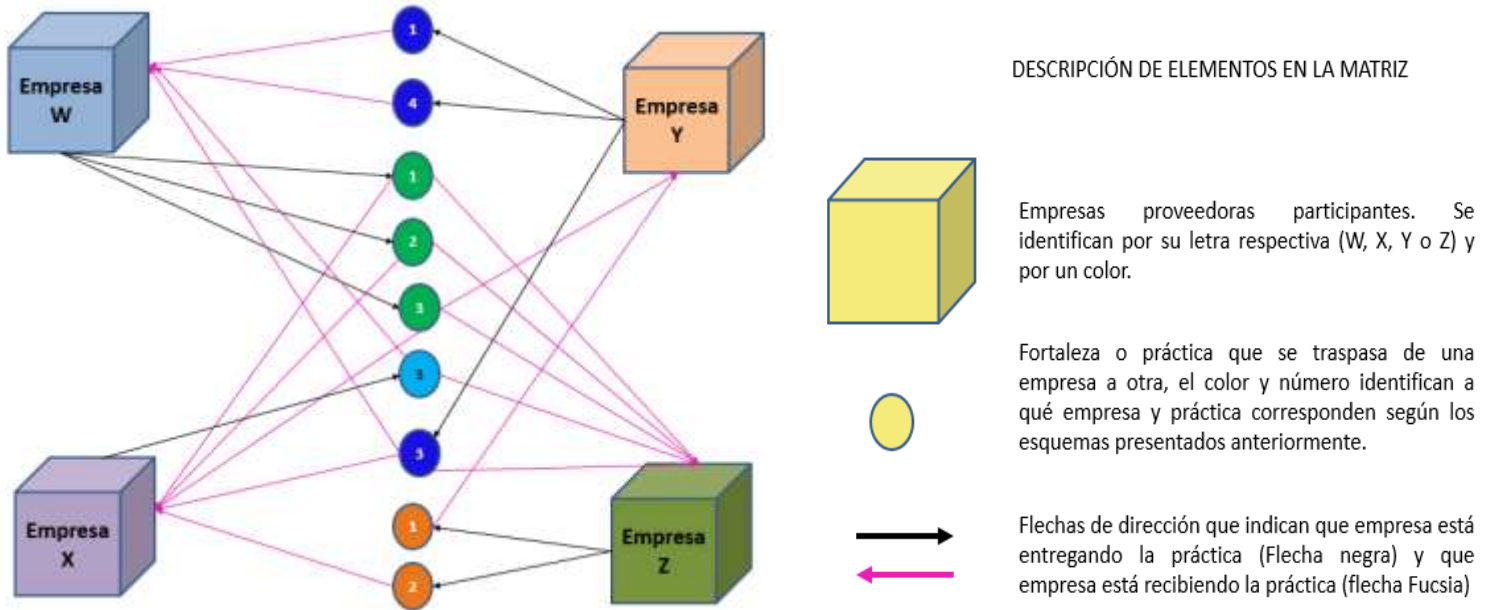 Empresa
W
1
4
1
2
3
3
3
1
2
Empresa
Y
Empresa
X
Empresa
Z
DESCRIPCIÓN DE ELEMENTOS EN LA MATRIZ
Empresas proveedoras participantes. Se
identifican por su letra respectiva (W, X, Y o Z) y
por un color.
Fortaleza o práctica que se traspasa de una
empresa a otra, el color y número identifican a
qué empresa y práctica corresponden según los
esquemas presentados anteriormente.
Flechas de dirección que indican que empresa está
entregando la práctica (Flecha negra) y que
empresa está recibiendo la práctica (flecha Fucsia)